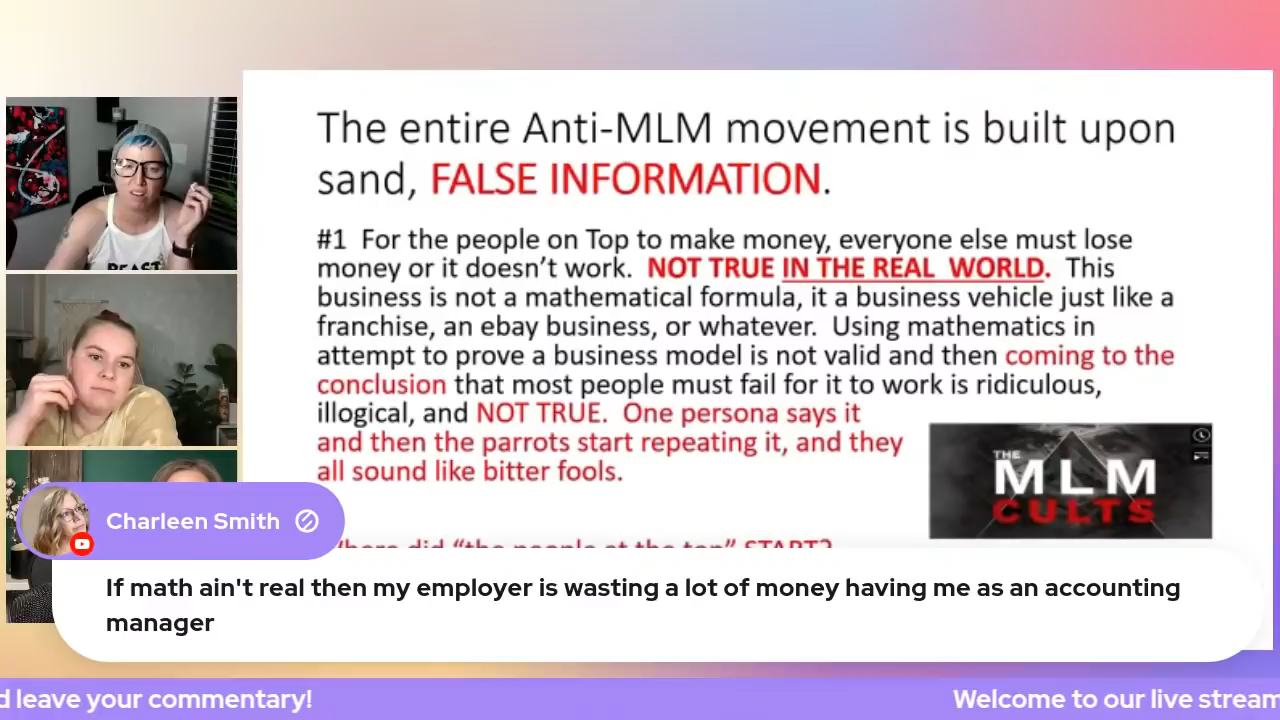 The entire Anti-MLM movement is built upon
sand, FALSE INFORMATION.
#1 For the people on Top to make money, everyone else must lose
money or it doesn't work. NOT TRUE IN THE REAL WORLD. This
business is not a mathematical formula, it a business vehicle just like a
franchise, an ebay business, or whatever. Using mathematics in
attempt to prove a business model is not valid and then coming to the
conclusion that most people must fail for it to work is ridiculous,
illogical, and NOT TRUE. One persona says it
and then the parrots start repeating it, and they
all sound like bitter fools.
THE
MLM
CULTS
"the people at the top" START?
BEAST
Charleen Smith
If math ain't real then my employer is wasting a lot of money having me as an accounting
manager
d leave your commentary!
Welcome to our live stream